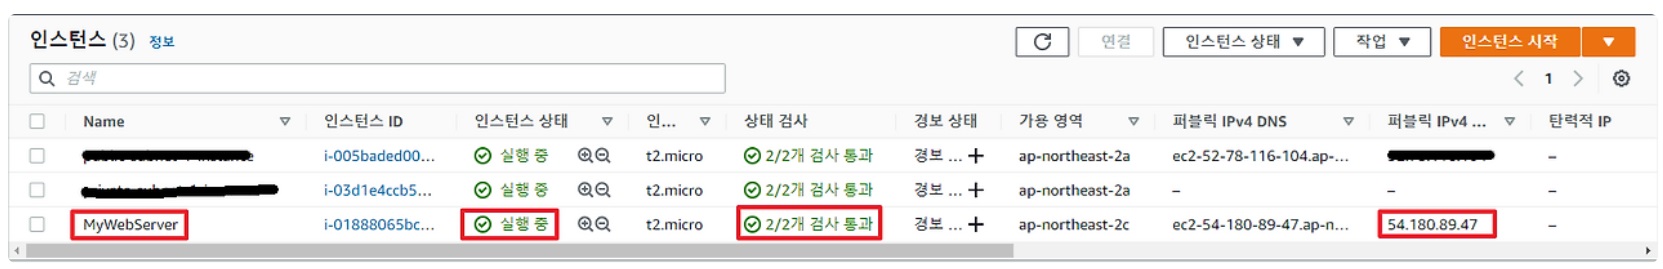 인스턴스 (3) 정보
연결 인스턴스 상태 ▼ 작업 ▼ 인스턴스 시작 ▼
검색
1
Name 인스턴스 ID 인스턴스 상태 인... 상태 검사 경보 상태 가용 영역 퍼블릭 IPv4 DNS 퍼블릭 IPv4 ... 탄력적 IP
i-005baded00... 실행 중 t2.micro 2/2개 검사 통과 경보 ... + ap-northeast-2a ec2-52-78-116-104.ap-... –
i-03d1e4ccb5... 실행 중 t2.micro 2/2개 검사 통과 경보 ... + ap-northeast-2a – – –
MyWebServer i-01888065bc... 실행 중 t2.micro 2/2개 검사 통과 경보 ... + ap-northeast-2c ec2-54-180-89-47.ap-n... 54.180.89.47 –